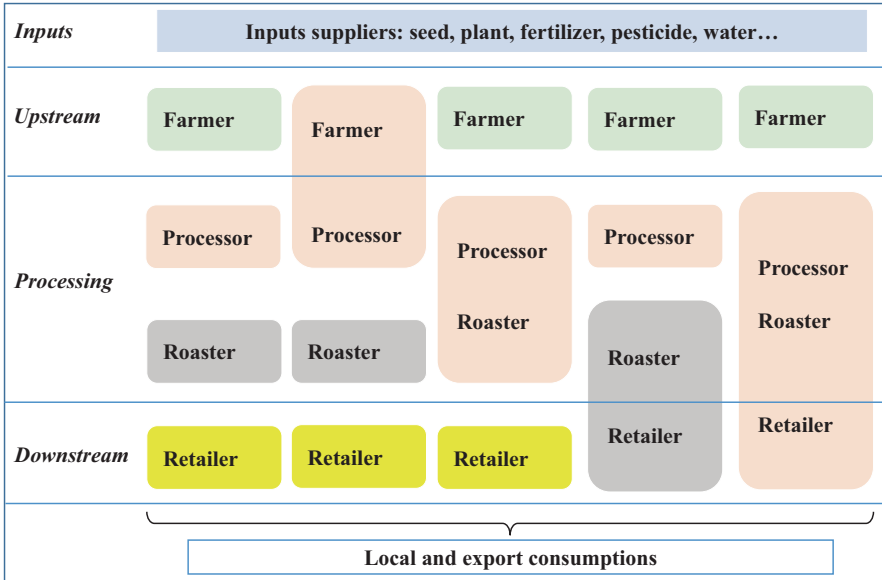 Inputs
Inputs suppliers: seed, plant, fertilizer, pesticide, water…
Upstream
Farmer
Farmer
Farmer
Farmer
Farmer
Processing
Processor
Processor
Processor
Processor
Processor
Roaster
Roaster
Roaster
Roaster
Roaster
Downstream
Retailer
Retailer
Retailer
Retailer
Retailer
Local and export consumptions